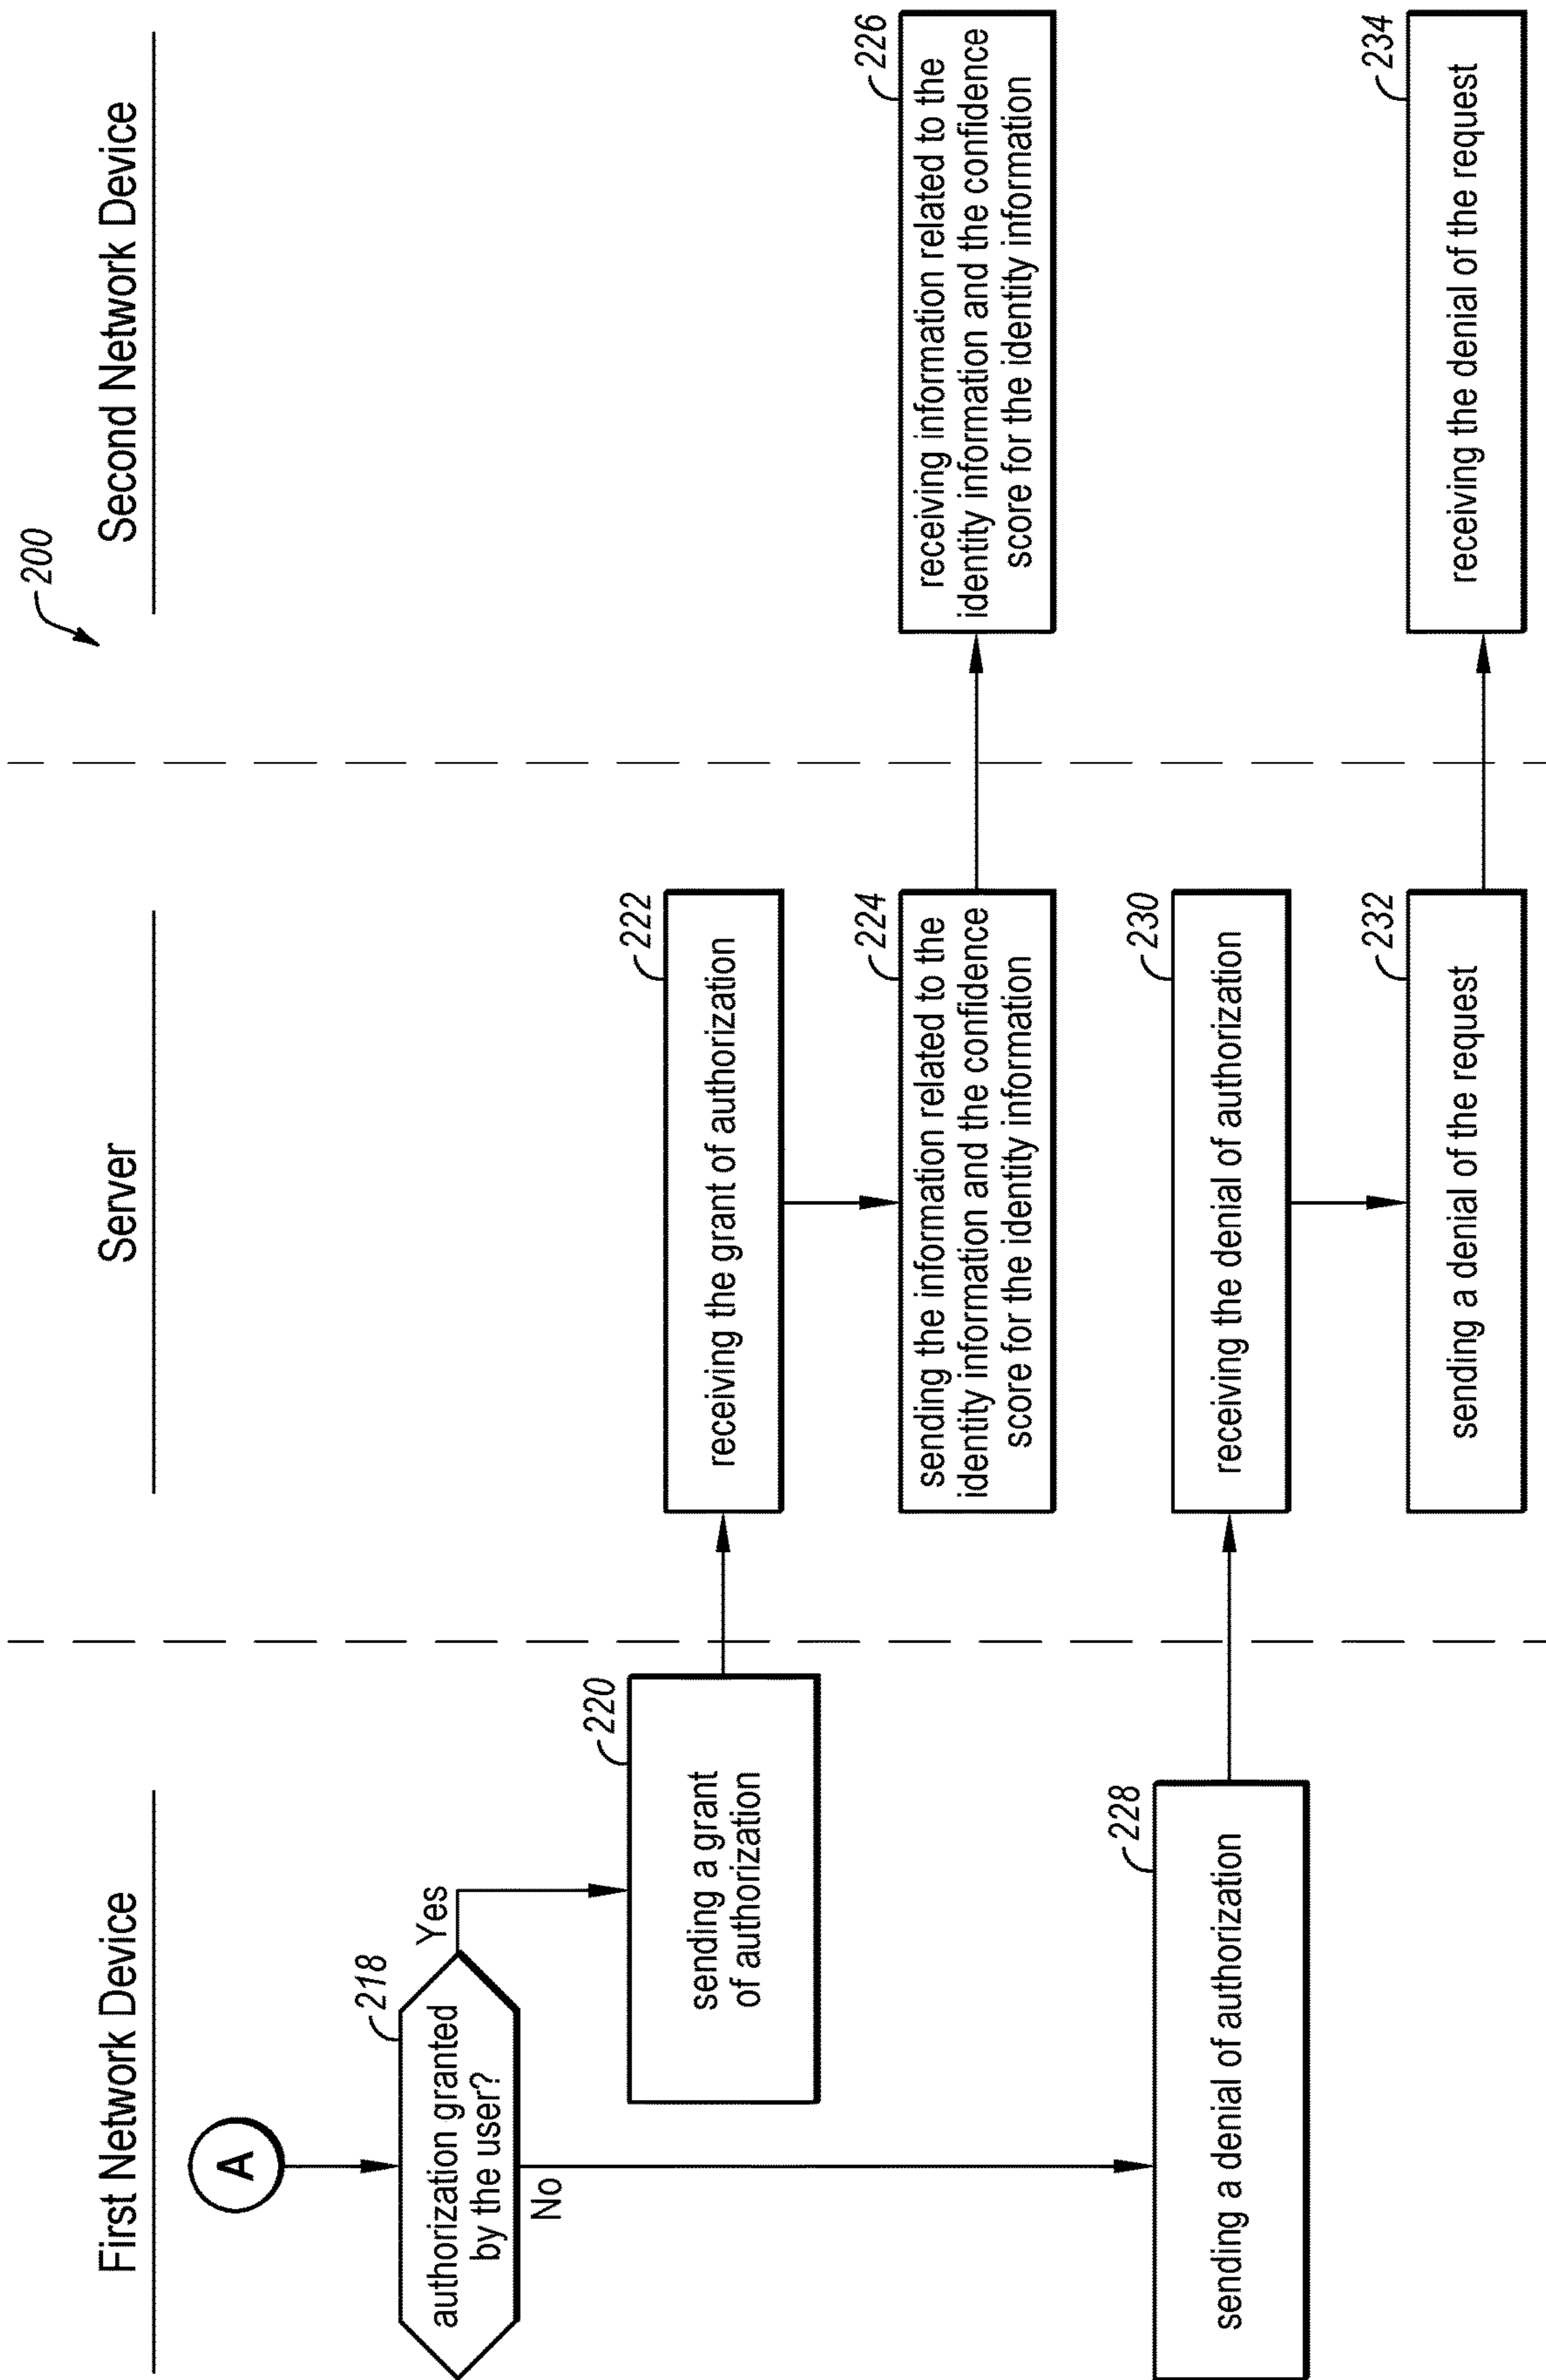 200
First Network Device
Server
Second Network Device
A
218
authorization granted
by the user?
Yes
No
220
sending a grant
of authorization
222
receiving the grant of authorization
224
sending the information related to the
identity information and the confidence
score for the identity information
226
receiving information related to the
identity information and the confidence
score for the identity information
228
sending a denial of authorization
230
receiving the denial of authorization
232
sending a denial of the request
234
receiving the denial of the request